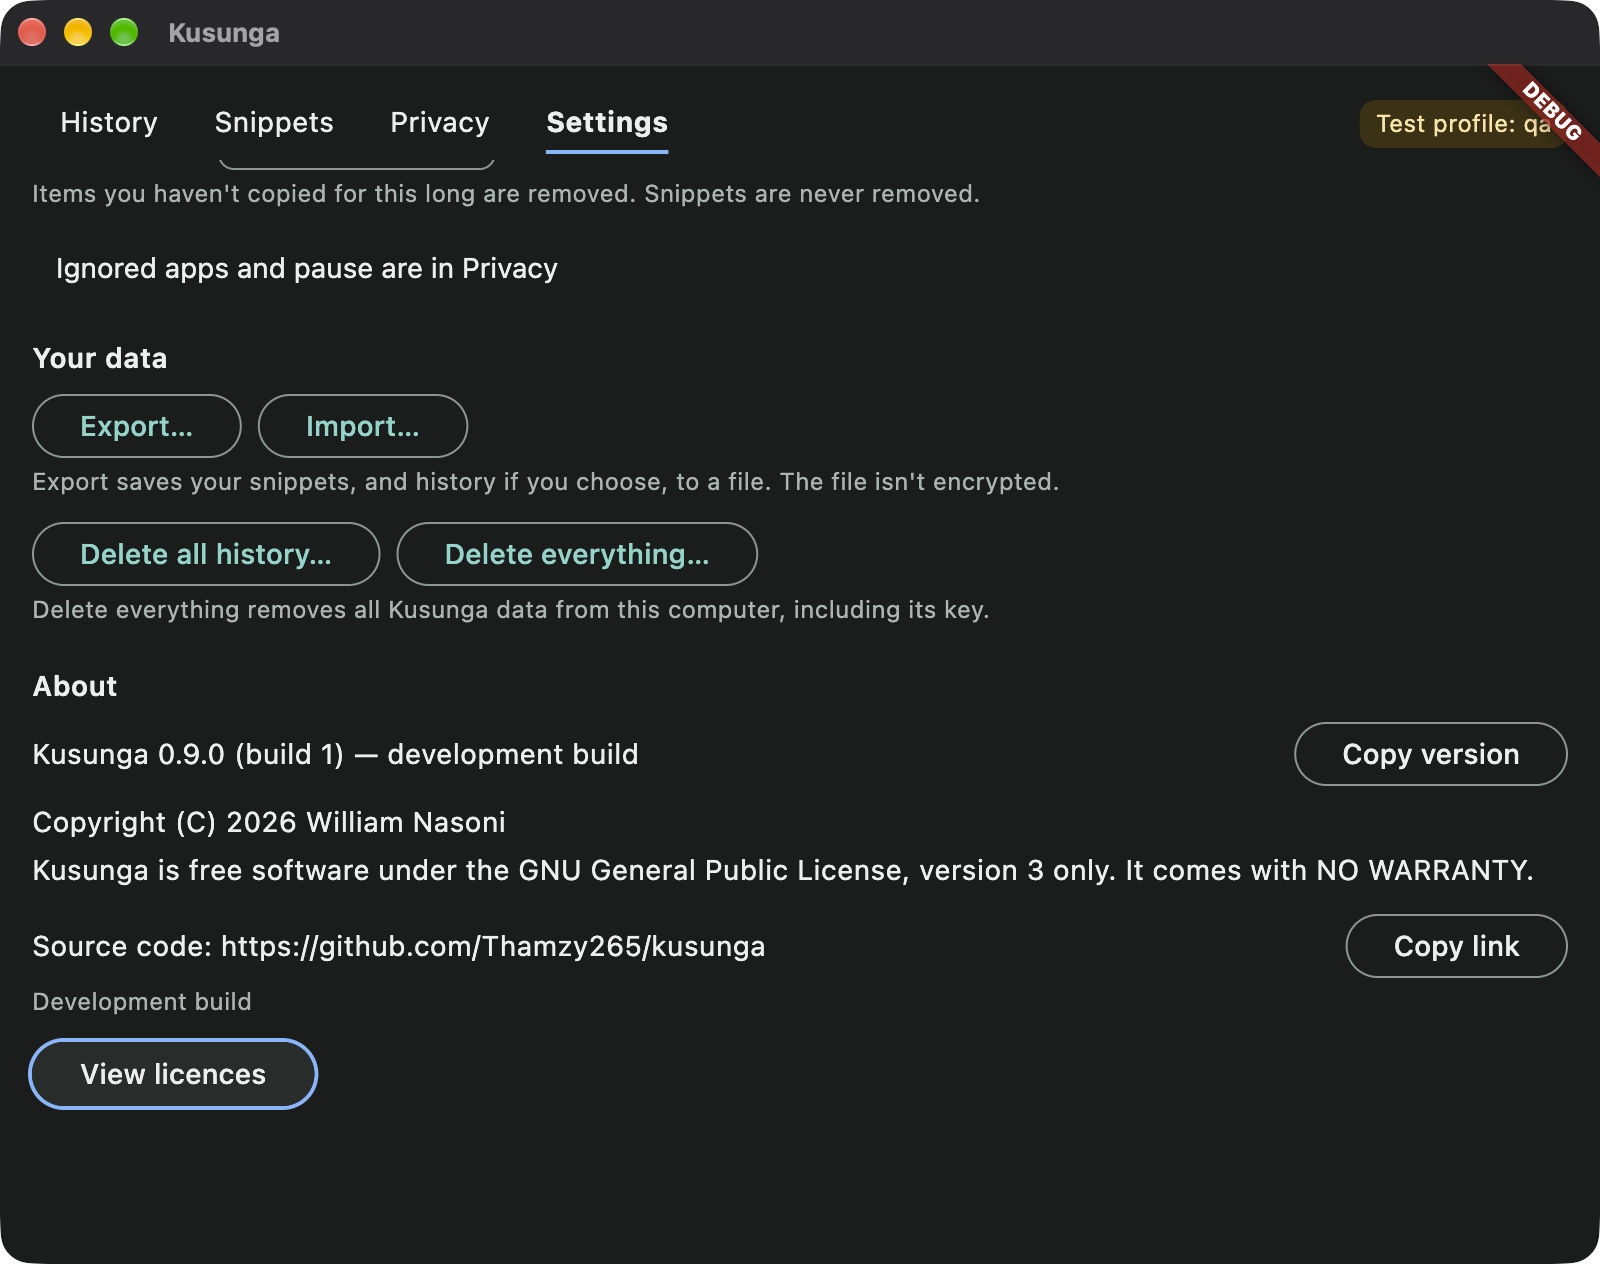 Kusunga
History Snippets Privacy Settings
Test profile: qa
DEBUG
Items you haven't copied for this long are removed. Snippets are never removed.
Ignored apps and pause are in Privacy
Your data
Export... Import...
Export saves your snippets, and history if you choose, to a file. The file isn't encrypted.
Delete all history... Delete everything...
Delete everything removes all Kusunga data from this computer, including its key.
About
Kusunga 0.9.0 (build 1) — development build
Copy version
Copyright (C) 2026 William Nasoni
Kusunga is free software under the GNU General Public License, version 3 only. It comes with NO WARRANTY.
Source code: https://github.com/Thamzy265/kusunga
Copy link
Development build
View licences